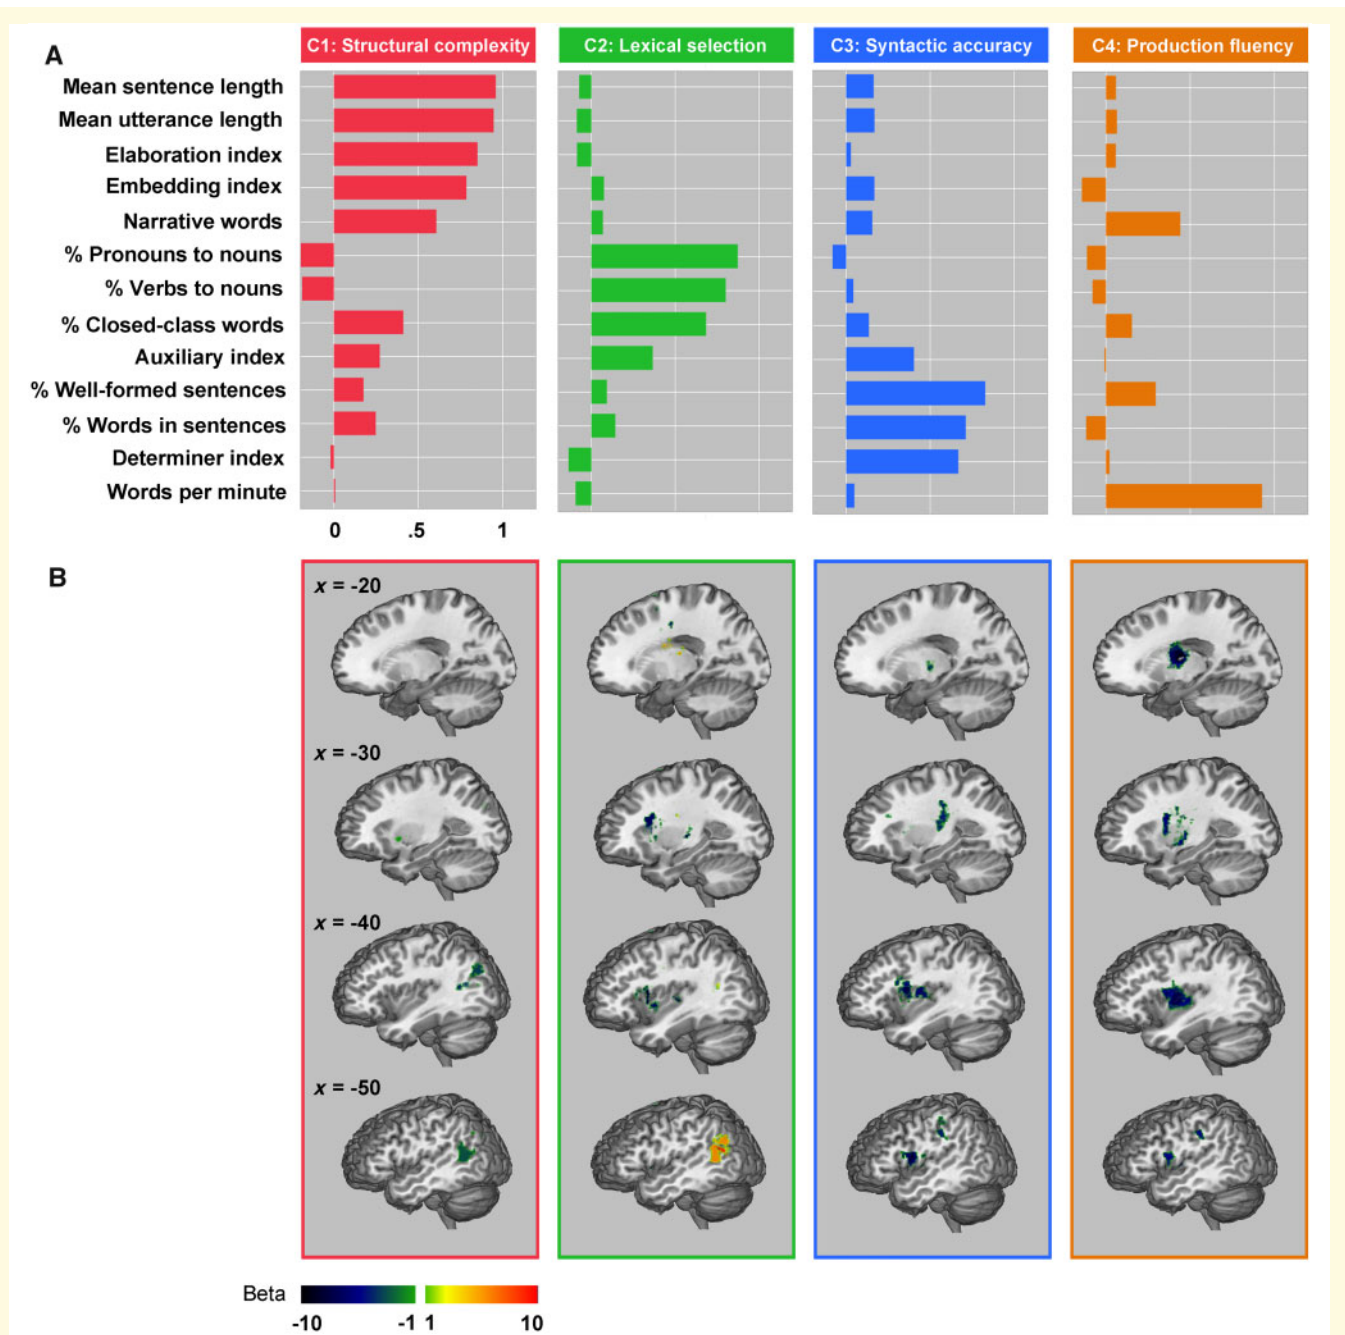 A
C1: Structural complexity
C2: Lexical selection
C3: Syntactic accuracy
C4: Production fluency
Mean sentence length
Mean utterance length
Elaboration index
Embedding index
Narrative words
% Pronouns to nouns
% Verbs to nouns
% Closed-class words
Auxiliary index
% Well-formed sentences
% Words in sentences
Determiner index
Words per minute
0 .5 1
B
x = -20
x = -30
x = -40
x = -50
Beta
-10 -1 1 10